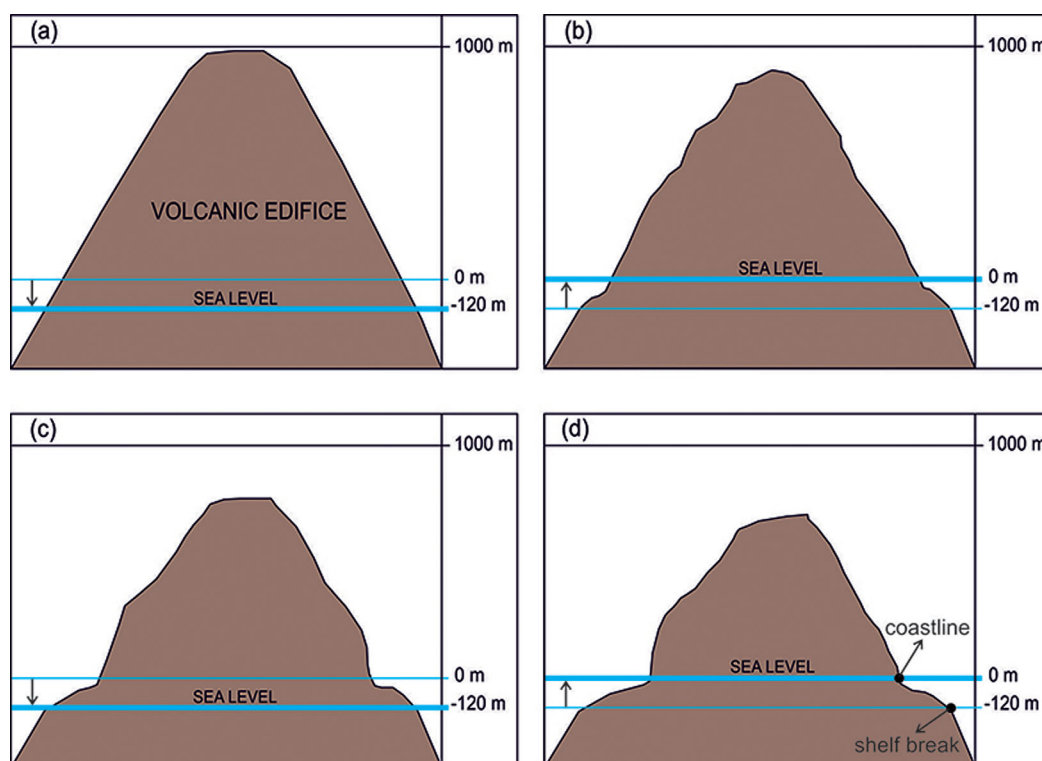 (a)
1000 m
VOLCANIC EDIFICE
0 m
SEA LEVEL
-120 m
(b)
1000 m
SEA LEVEL
0 m
-120 m
(c)
1000 m
0 m
SEA LEVEL
-120 m
(d)
1000 m
coastline
SEA LEVEL
0 m
-120 m
shelf break